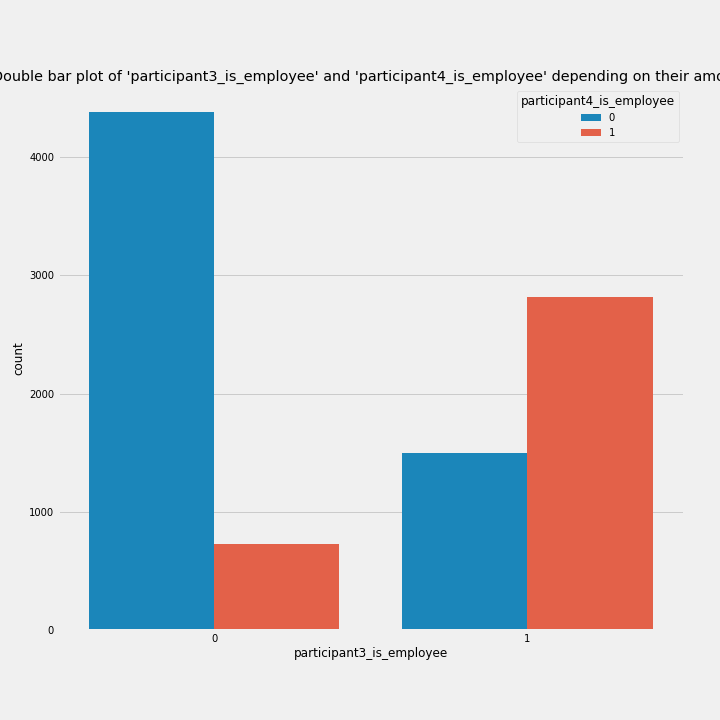 Double bar plot of 'participant3_is_employee' and 'participant4_is_employee' depending on their
participant4_is_employee
0
1
4000
3000
2000
1000
0
count
0 1
participant3_is_employee